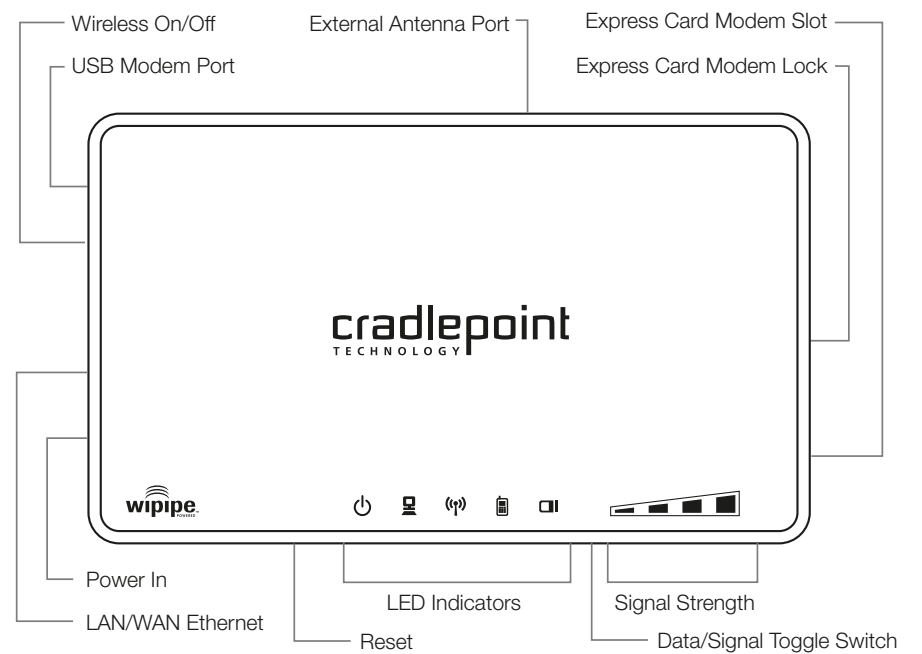 Wireless On/Off
External Antenna Port
Express Card Modem Slot
USB Modem Port
Express Card Modem Lock
cradlepoint
TECHNOLOGY
wipipe
POWERED
Power In
LED Indicators
Signal Strength
LAN/WAN Ethernet
Reset
Data/Signal Toggle Switch